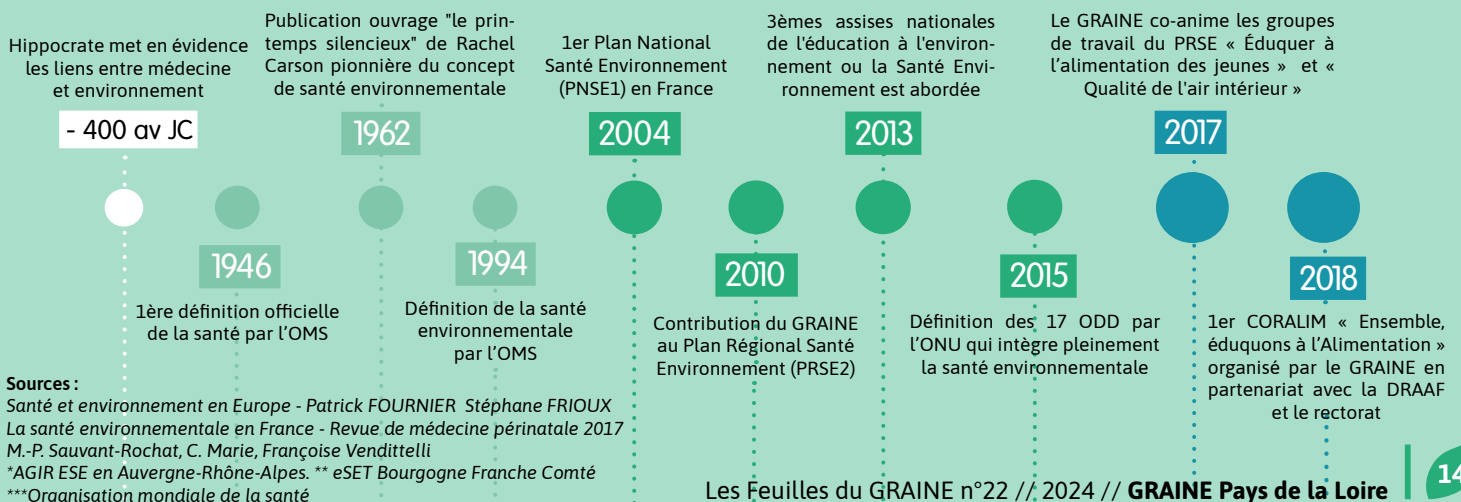 Hippocrate met en évidence
les liens entre médecine
et environnement
- 400 av JC
1946
1ère définition officielle
de la santé par l'OMS
Publication ouvrage "le prin-
temps silencieux" de Rachel
Carson pionnière du concept
de santé environnementale
1962
1994
Définition de la santé
environnementale
par l'OMS
1er Plan National
Santé Environnement
(PNSE1) en France
2004
2010
Contribution du GRAINE
au Plan Régional Santé
Environnement (PRSE2)
3èmes assises nationales
de l'éducation à l'environ-
nement ou la Santé Envi-
ronnement est abordée
2013
2015
Définition des 17 ODD par
l'ONU qui intègre pleinement
la santé environnementale
Le GRAINE co-anime les groupes
de travail du PRSE « Éduquer à
l'alimentation des jeunes » et «
Qualité de l'air intérieur »
2017
2018
1er CORALIM « Ensemble,
éduquons à l'Alimentation »
organisé par le GRAINE en
partenariat avec la DRAAF
et le rectorat
Sources :
Santé et environnement en Europe - Patrick FOURNIER Stéphane FRIOUX
La santé environnementale en France - Revue de médecine périnatale 2017
M.-P. Sauvant-Rochat, C. Marie, Françoise Vendittelli
*AGIR ESE en Auvergne-Rhône-Alpes. ** eSET Bourgogne Franche Comté
***Organisation mondiale de la santé
Les Feuilles du GRAINE n°22 // 2024 // GRAINE Pays de la Loire
14